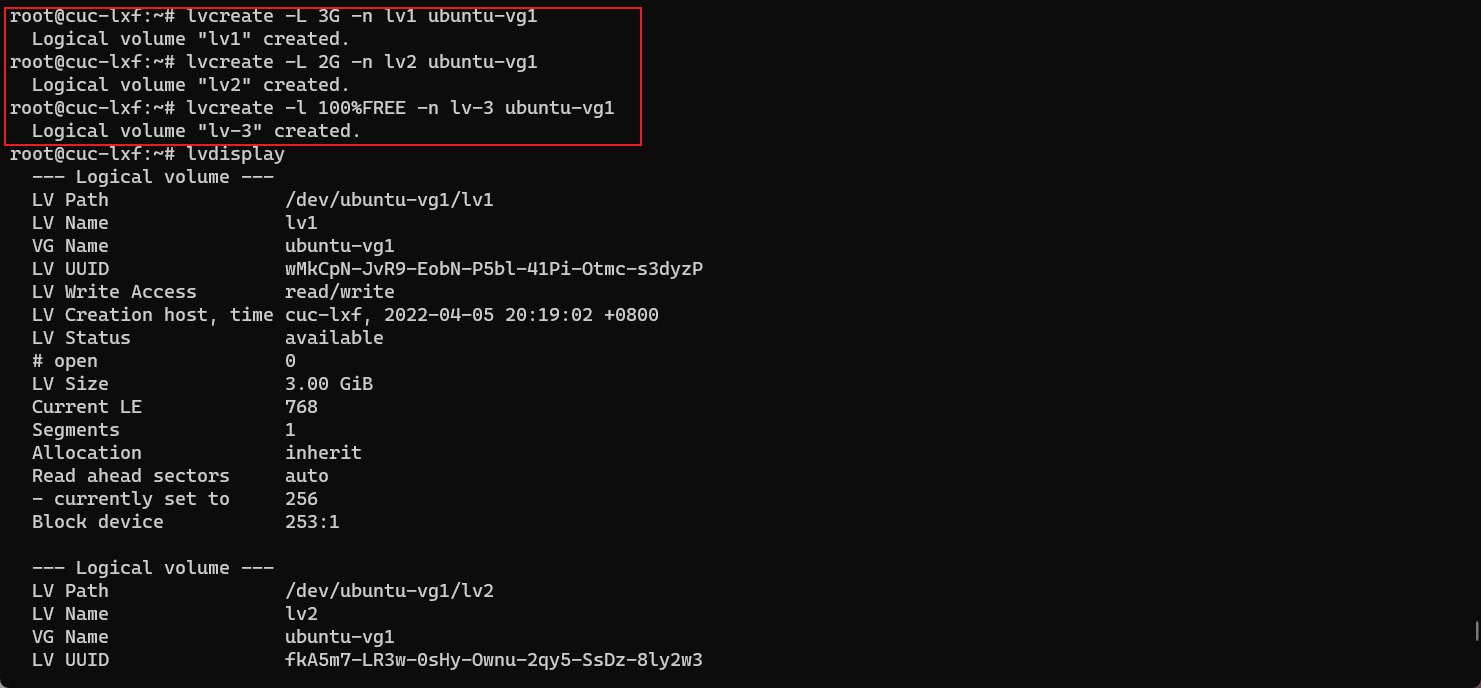 root@cuc-lxf:~# lvcreate -L 3G -n lv1 ubuntu-vg1
  Logical volume "lv1" created.
root@cuc-lxf:~# lvcreate -L 2G -n lv2 ubuntu-vg1
  Logical volume "lv2" created.
root@cuc-lxf:~# lvcreate -l 100%FREE -n lv-3 ubuntu-vg1
  Logical volume "lv-3" created.
root@cuc-lxf:~# lvdisplay
  --- Logical volume ---
  LV Path                /dev/ubuntu-vg1/lv1
  LV Name                lv1
  VG Name                ubuntu-vg1
  LV UUID                wMkCpN-JvR9-EobN-P5bl-41Pi-Otmc-s3dyzP
  LV Write Access        read/write
  LV Creation host, time cuc-lxf, 2022-04-05 20:19:02 +0800
  LV Status              available
  # open                 0
  LV Size                3.00 GiB
  Current LE             768
  Segments               1
  Allocation             inherit
  Read ahead sectors     auto
  - currently set to     256
  Block device           253:1

  --- Logical volume ---
  LV Path                /dev/ubuntu-vg1/lv2
  LV Name                lv2
  VG Name                ubuntu-vg1
  LV UUID                fkA5m7-LR3w-0sHy-Ownu-2qy5-SsDz-8ly2w3